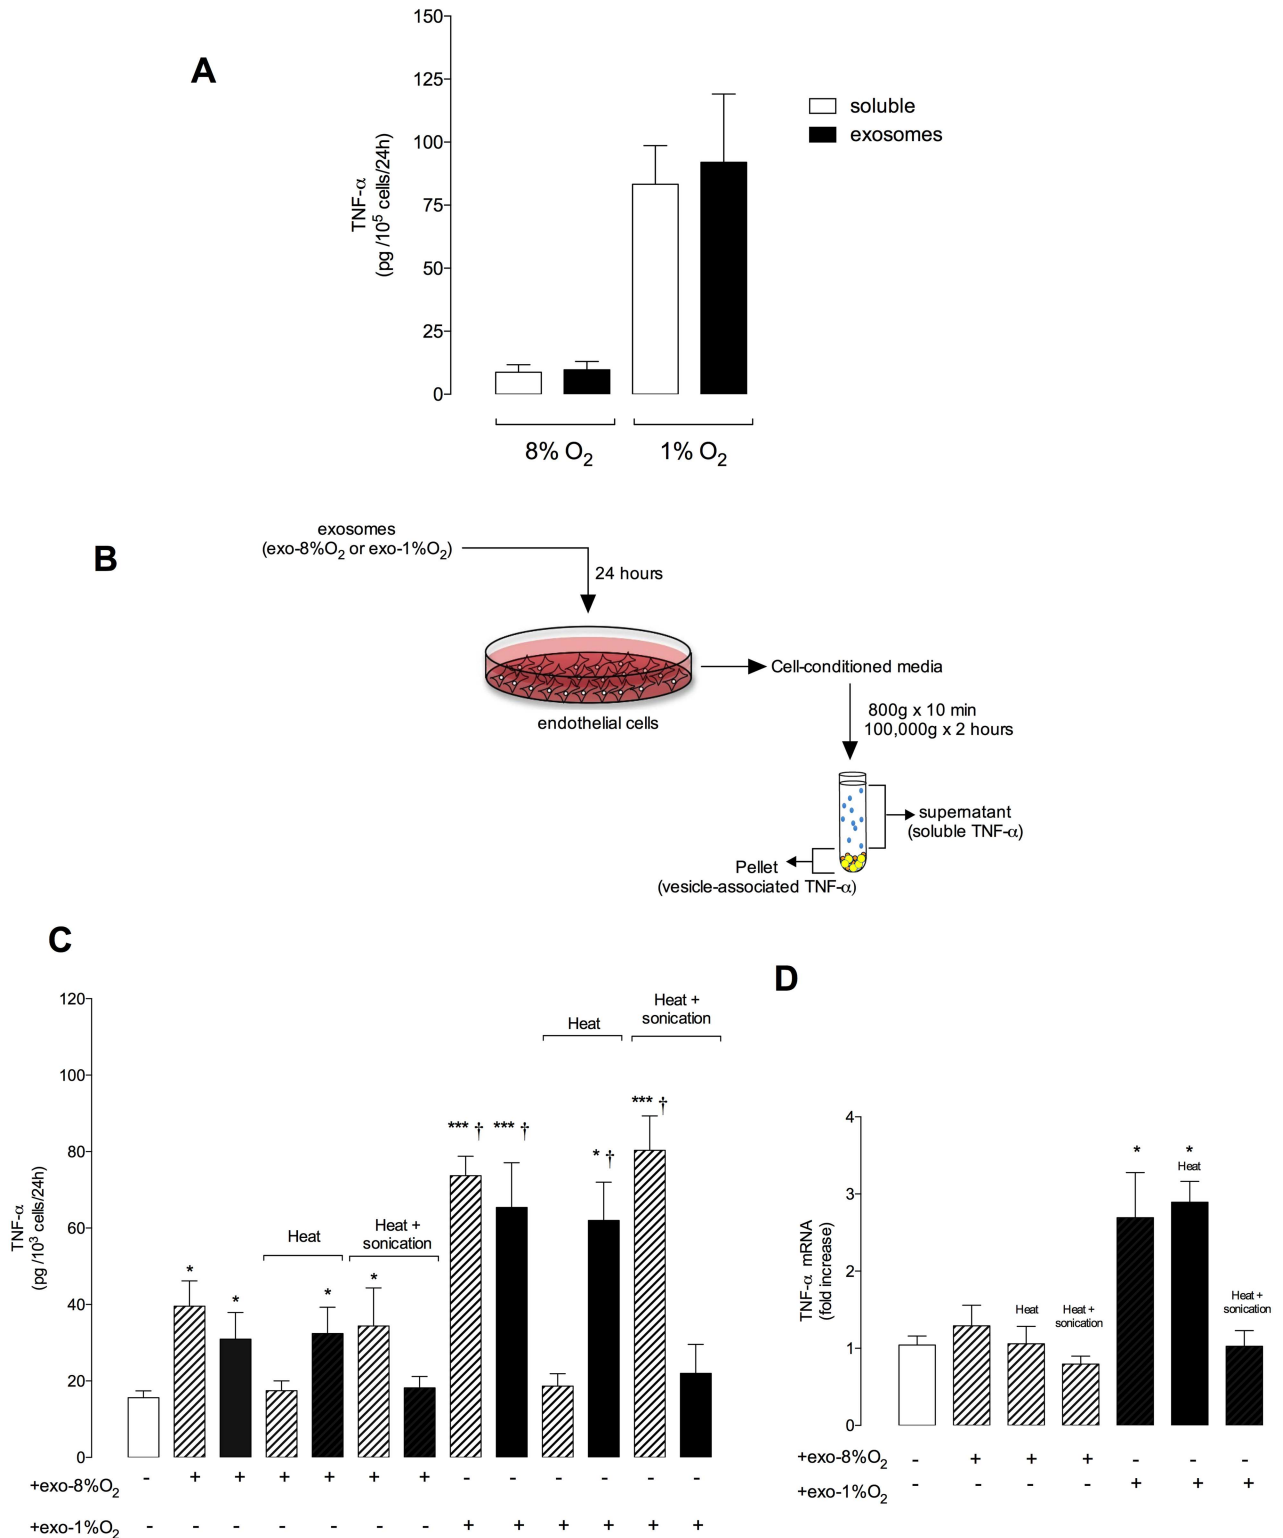 A
150
125
100
75
50
25
0
TNF-α
(pg /10⁵ cells/24h)
soluble
exosomes
8% O₂ 1% O₂
B
exosomes
(exo-8%O₂ or exo-1%O₂)
24 hours
endothelial cells
Cell-conditioned media
800g x 10 min
100,000g x 2 hours
supernatant
(soluble TNF-α)
Pellet
(vesicle-associated TNF-α)
C
120
100
80
60
40
20
0
TNF-α
(pg /10³ cells/24h)
* * * *
Heat
Heat +
sonication
*** † *** † * † *** †
Heat
Heat +
sonication
+exo-8%O₂ - + + + + + + - - - - - -
+exo-1%O₂ - - - - - - - + + + + + +
D
4
3
2
1
0
TNF-α mRNA
(fold increase)
Heat
Heat +
sonication
* *
Heat
Heat +
sonication
+exo-8%O₂ - + + + - - -
+exo-1%O₂ - - - - + + +